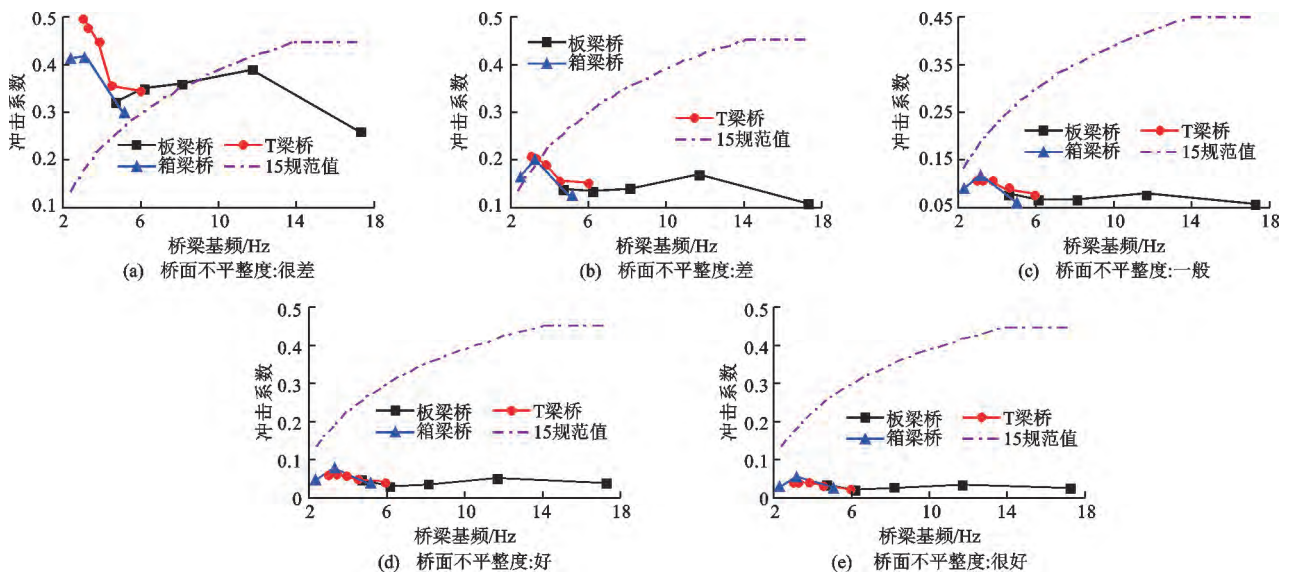 0.5
0.4
0.3
0.2
0.1
冲击系数
板梁桥
T梁桥
箱梁桥
15规范值
2
6
10
14
18
桥梁基频/Hz
(a) 桥面不平整度:很差
0.5
0.4
0.3
0.2
0.1
冲击系数
板梁桥
箱梁桥
T梁桥
15规范值
2
6
10
14
18
桥梁基频/Hz
(b) 桥面不平整度:差
0.45
0.35
0.25
0.15
0.05
冲击系数
板梁桥
T梁桥
箱梁桥
15规范值
2
6
10
14
18
桥梁基频/Hz
(c) 桥面不平整度:一般
0.5
0.4
0.3
0.2
0.1
0
冲击系数
板梁桥
T梁桥
箱梁桥
15规范值
2
6
10
14
18
桥梁基频/Hz
(d) 桥面不平整度:好
0.5
0.4
0.3
0.2
0.1
0
冲击系数
板梁桥
T梁桥
箱梁桥
15规范值
2
6
10
14
18
桥梁基频/Hz
(e) 桥面不平整度:很好